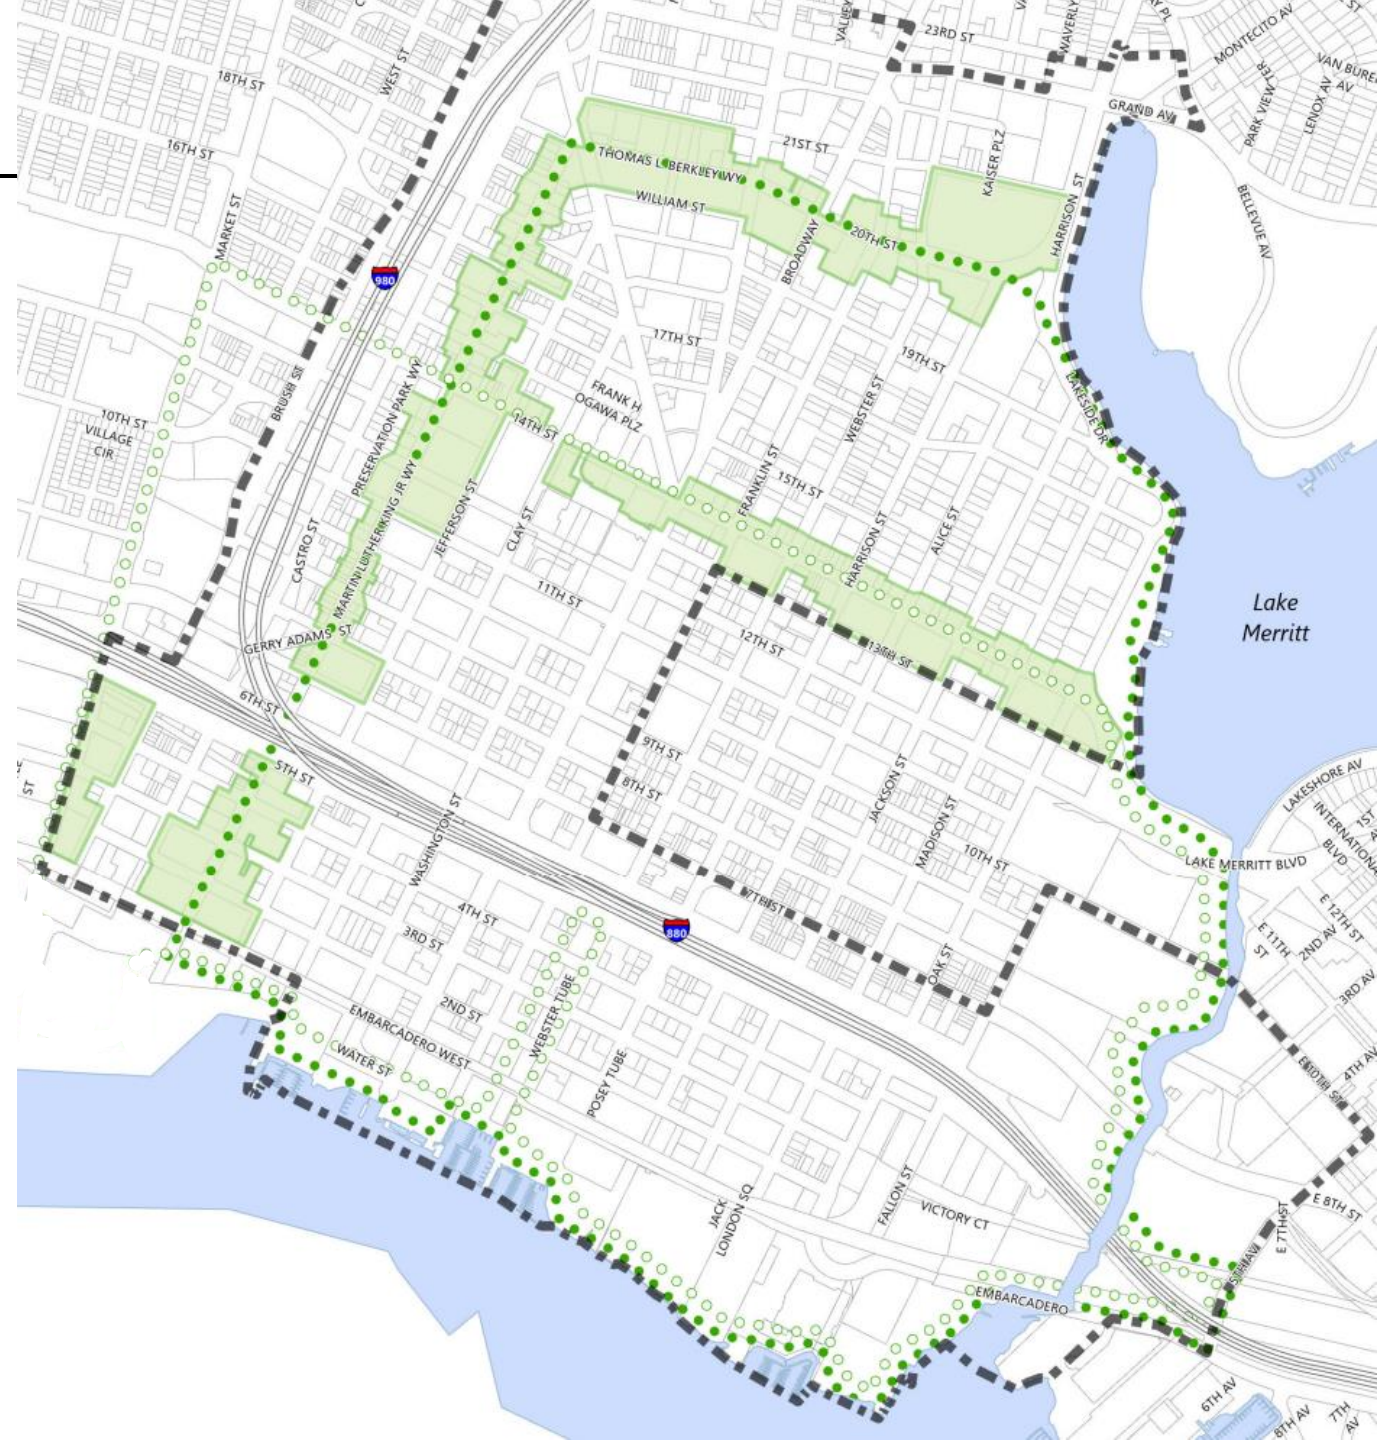 VALLEY
23RD ST
WAVERLY
MONTECITO AV
VAN BUREN
AV
18TH ST
WEST ST
GRAND AV
PARK VIEW TER
LENOX AV
16TH ST
21ST ST
KAISER PLZ
THOMAS L BERKLEY WY
WILLIAM ST
HARRISON ST
MARKET ST
BROADWAY
20TH ST
BELLEVUE AV
980
17TH ST
19TH ST
BRUSH ST
PRESERVATION PARK WY
FRANK H
OGAWA PLZ
WEBSTER ST
LAKESIDE DR
10TH ST
VILLAGE
CIR
14TH ST
MARTIN LUTHER KING JR WY
JEFFERSON ST
CLAY ST
FRANKLIN ST
15TH ST
CASTRO ST
HARRISON ST
ALICE ST
11TH ST
Lake
Merritt
GERRY ADAMS ST
12TH ST
13TH ST
6TH ST
9TH ST
8TH ST
5TH ST
ST
WASHINGTON ST
JACKSON ST
MADISON ST
LAKESHORE AV
1ST
INTERNATIONAL
BLVD
10TH ST
LAKE MERRITT BLVD
4TH ST
7TH ST
3RD ST
880
E 12TH ST
E 11TH
ST
2ND AV
OAK ST
3RD AV
2ND ST
WEBSTER TUBE
EMBARCADERO WEST
WATER ST
POSEY TUBE
E 10TH ST
4TH AV
JACK
LONDON SQ
FALLON ST
VICTORY CT
E 8TH ST
E 7TH ST
5TH AV
EMBARCADERO
6TH AV
8TH AV
7TH
AV